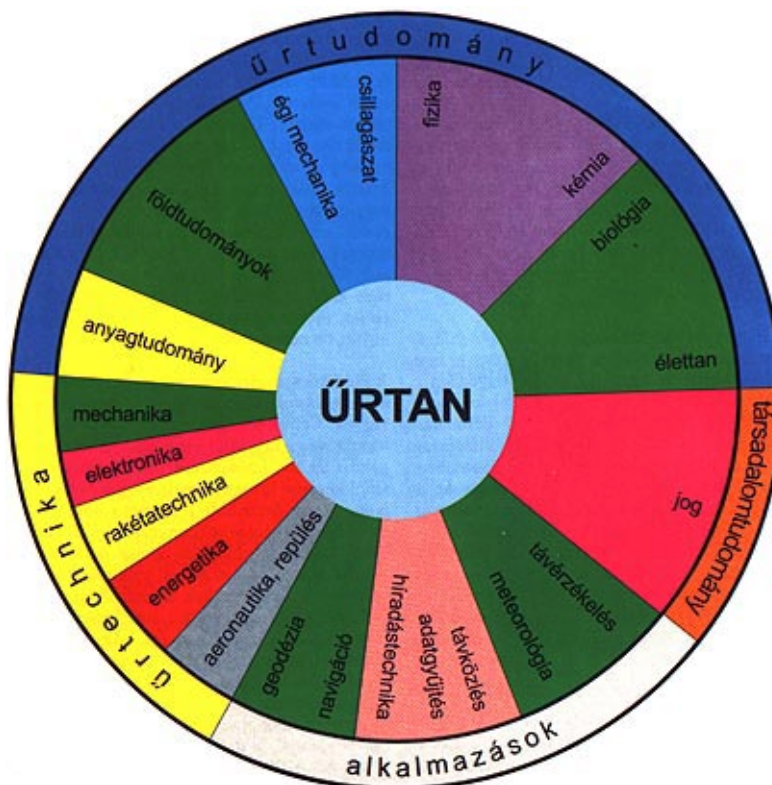 űrtudomány
fizika
kémia
biológia
élettan
társadalomtudomány
jog
alkalmazások
távérzékelés
meteorológia
távközlés
adatgyűjtés
híradástechnika
navigáció
geodézia
űrtechnika
aeronautika, repülés
energetika
rakétatechnika
elektronika
mechanika
anyagtudomány
földtudományok
égi mechanika
csillagászat
ŰRTAN